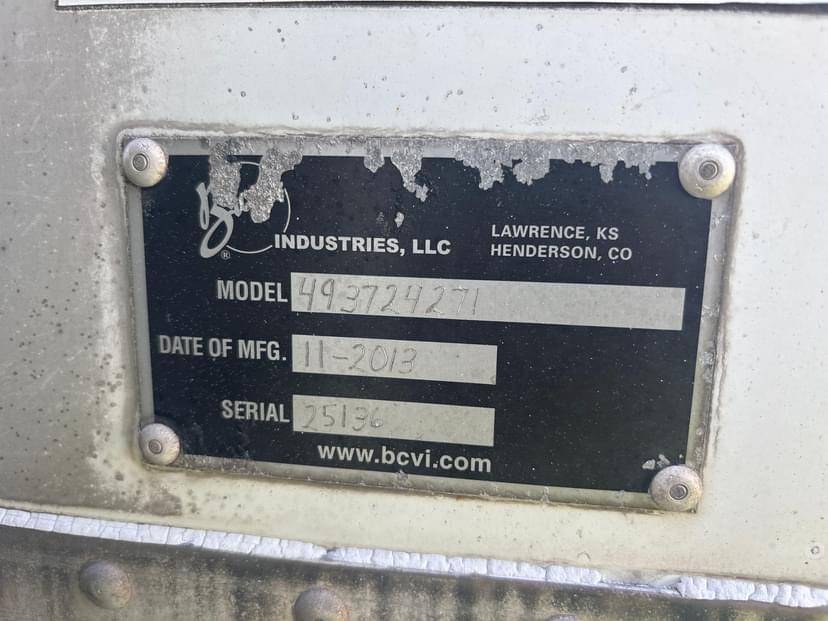 INDUSTRIES, LLC
LAWRENCE, KS
HENDERSON, CO
MODEL 493724271
DATE OF MFG. 11-2013
SERIAL 25136
www.bcvi.com